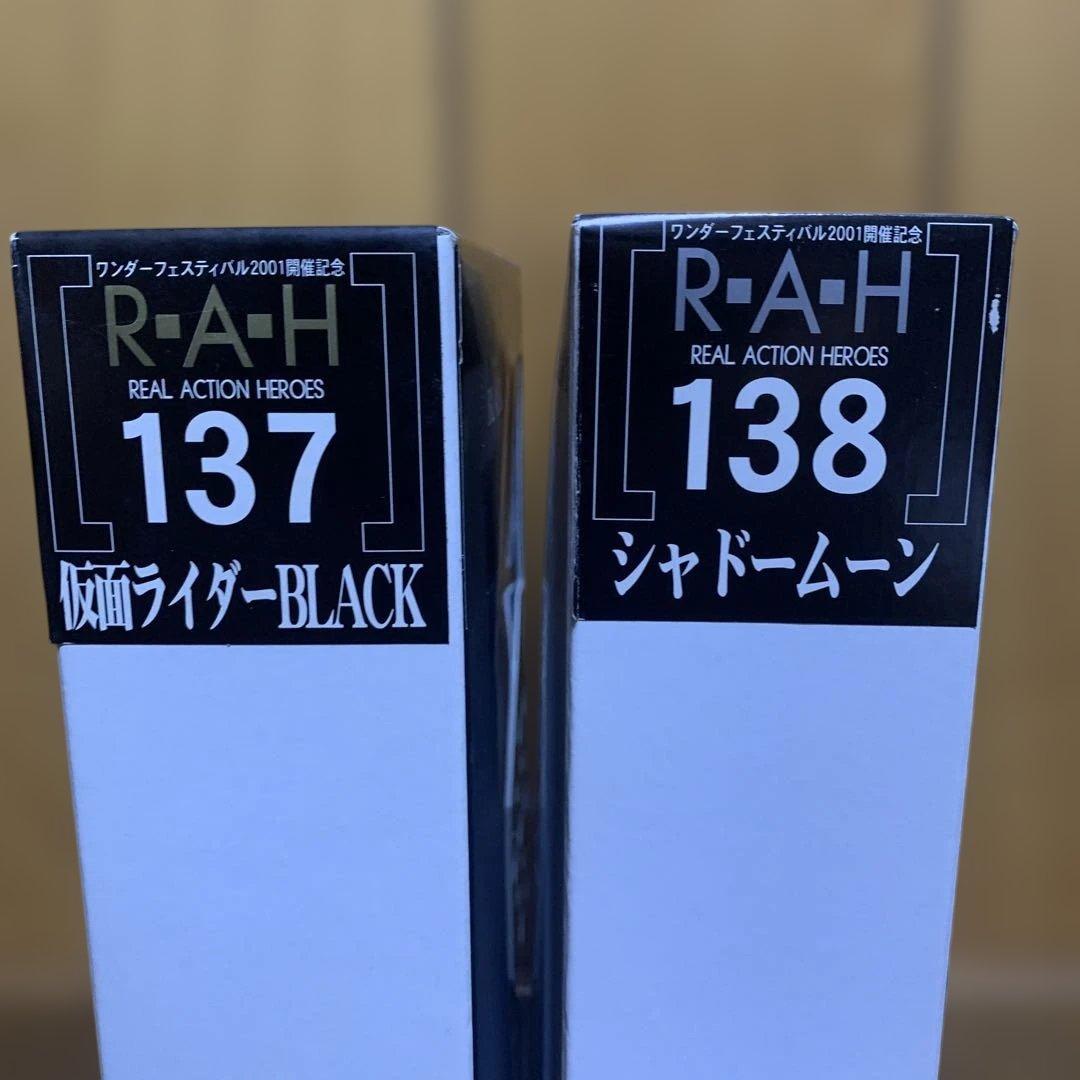 ワンダーフェスティバル2001開催記念
R■A■H
REAL ACTION HEROES
137
仮面ライダーBLACK
ワンダーフェスティバル2001開催記念
R■A■H
REAL ACTION HEROES
138
シャドームーン